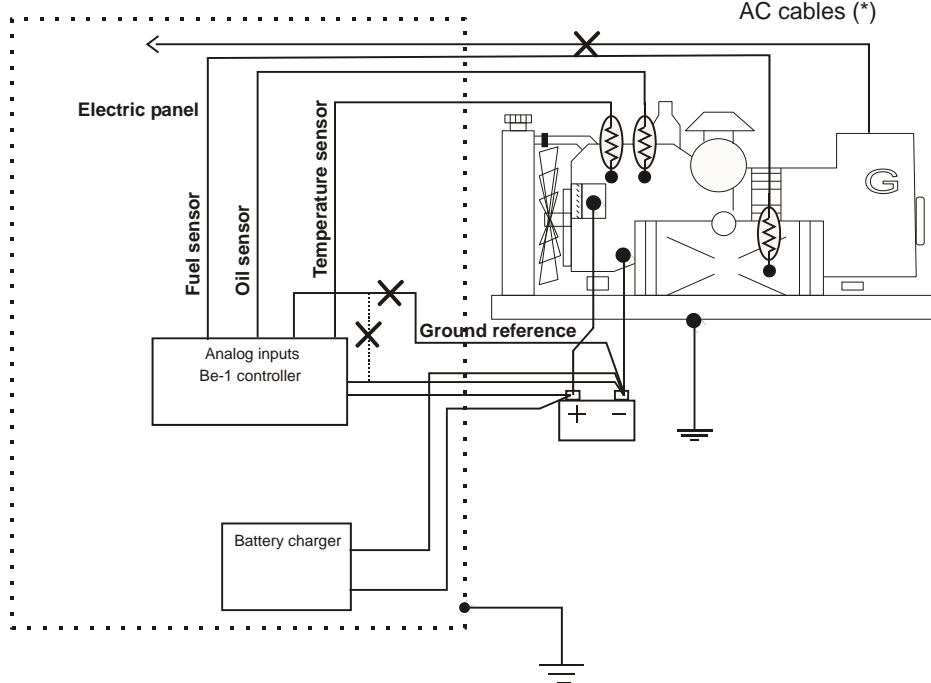 AC cables (*)
Electric panel
Fuel sensor
Oil sensor
Temperature sensor
G
Ground reference
Analog inputs
Be-1 controller
+ −
Battery charger